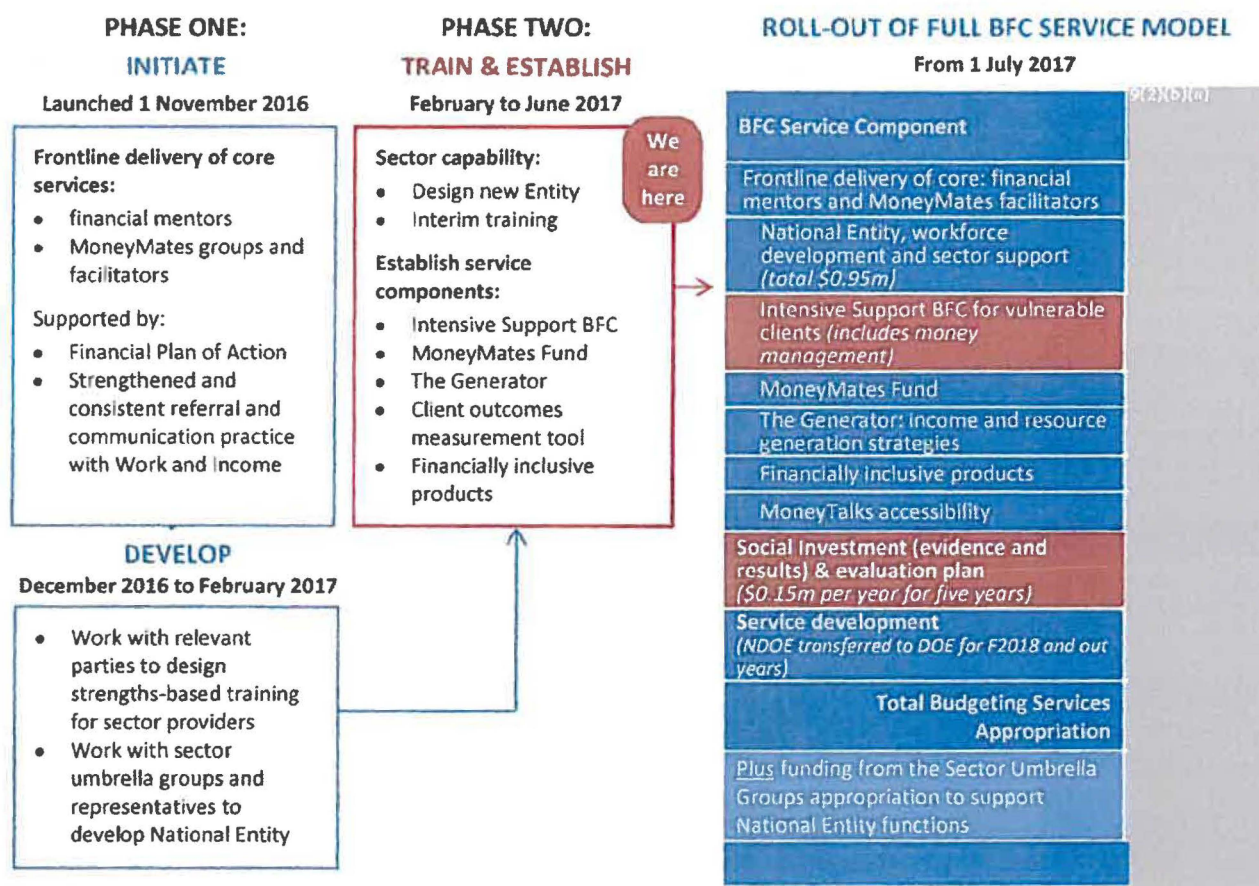 PHASE ONE:
INITIATE
Launched 1 November 2016
Frontline delivery of core
services:
• financial mentors
• MoneyMates groups and
facilitators
Supported by:
• Financial Plan of Action
• Strengthened and
consistent referral and
communication practice
with Work and Income
DEVELOP
December 2016 to February 2017
• Work with relevant
parties to design
strengths-based training
for sector providers
• Work with sector
umbrella groups and
representatives to
develop National Entity
PHASE TWO:
TRAIN & ESTABLISH
February to June 2017
We
are
here
Sector capability:
• Design new Entity
• Interim training
Establish service
components:
• Intensive Support BFC
• MoneyMates Fund
• The Generator
• Client outcomes
measurement tool
• Financially inclusive
products
ROLL-OUT OF FULL BFC SERVICE MODEL
From 1 July 2017
9(2)(b)(ii)
BFC Service Component
Frontline delivery of core: financial
mentors and MoneyMates facilitators
National Entity, workforce
development and sector support
(total $0.95m)
Intensive Support BFC for vulnerable
clients (includes money
management)
MoneyMates Fund
The Generator: income and resource
generation strategies
Financially inclusive products
MoneyTalks accessibility
Social Investment (evidence and
results) & evaluation plan
($0.15m per year for five years)
Service development
(NDOE transferred to DOE for F2018 and out
years)
Total Budgeting Services
Appropriation
Plus funding from the Sector Umbrella
Groups appropriation to support
National Entity functions